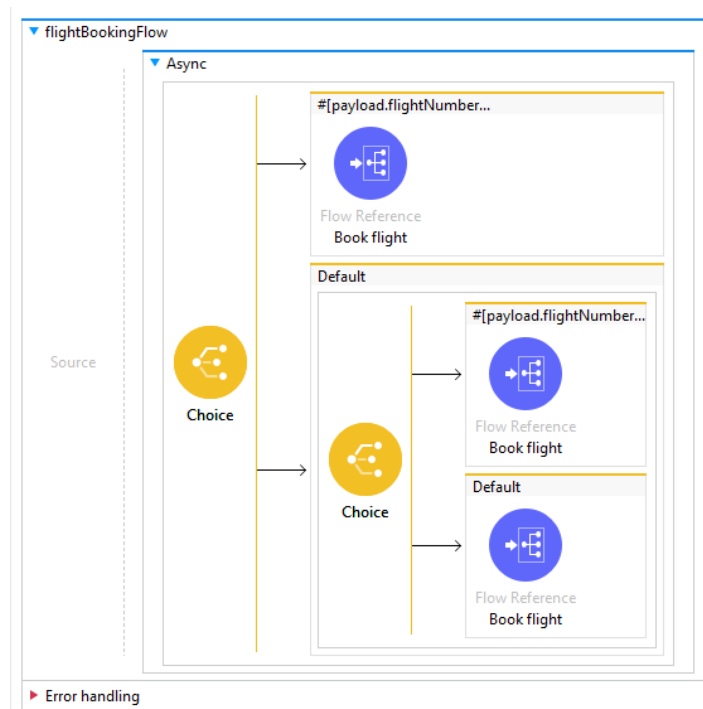 flightBookingFlow
Async
#[payload.flightNumber...
Flow Reference
Book flight
Default
#[payload.flightNumber...
Source
Choice
Flow Reference
Book flight
Choice
Default
Flow Reference
Book flight
Error handling